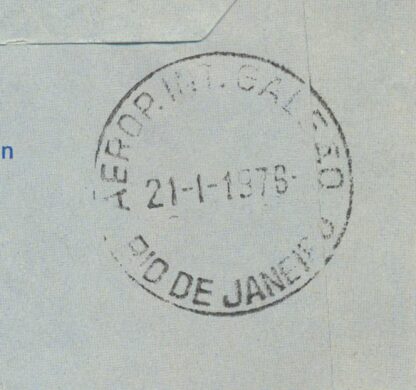 AEROP. INT. GALEÃO
21-1-1976-
RIO DE JANEIRO
n